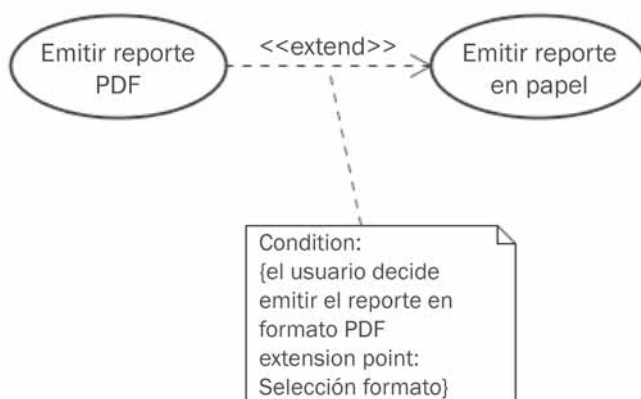 Emitir reporte
PDF
<<extend>>
Emitir reporte
en papel
Condition:
{el usuario decide
emitir el reporte en
formato PDF
extension point:
Selección formato}